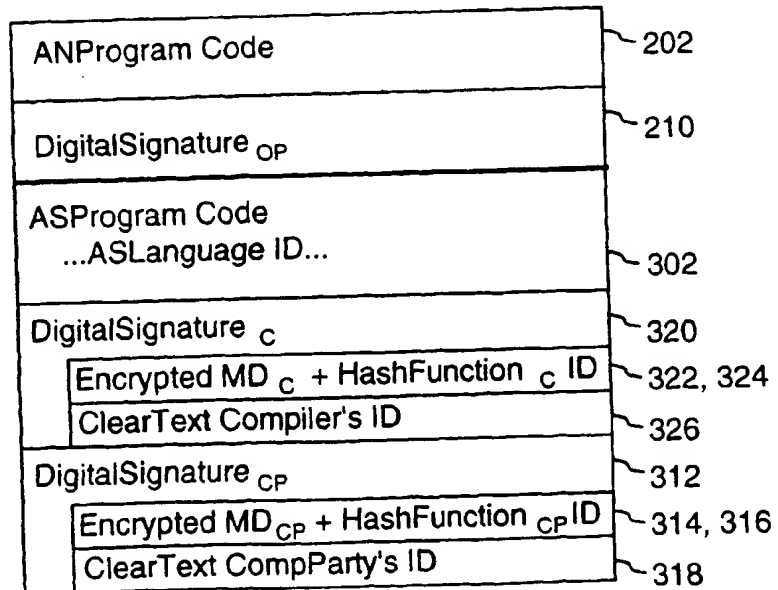 ANProgram Code 202
DigitalSignature OP 210
ASProgram Code
...ASLanguage ID... 302
DigitalSignature C 320
Encrypted MD C + HashFunction C ID 322, 324
ClearText Compiler's ID 326
DigitalSignature CP 312
Encrypted MD CP + HashFunction CP ID 314, 316
ClearText CompParty's ID 318